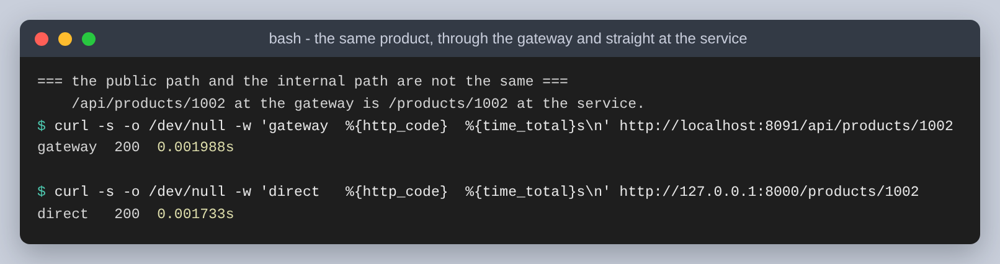 bash - the same product, through the gateway and straight at the service
=== the public path and the internal path are not the same ===
    /api/products/1002 at the gateway is /products/1002 at the service.
$ curl -s -o /dev/null -w 'gateway  %{http_code}  %{time_total}s\n' http://localhost:8091/api/products/1002
gateway  200  0.001988s
$ curl -s -o /dev/null -w 'direct   %{http_code}  %{time_total}s\n' http://127.0.0.1:8000/products/1002
direct   200  0.001733s